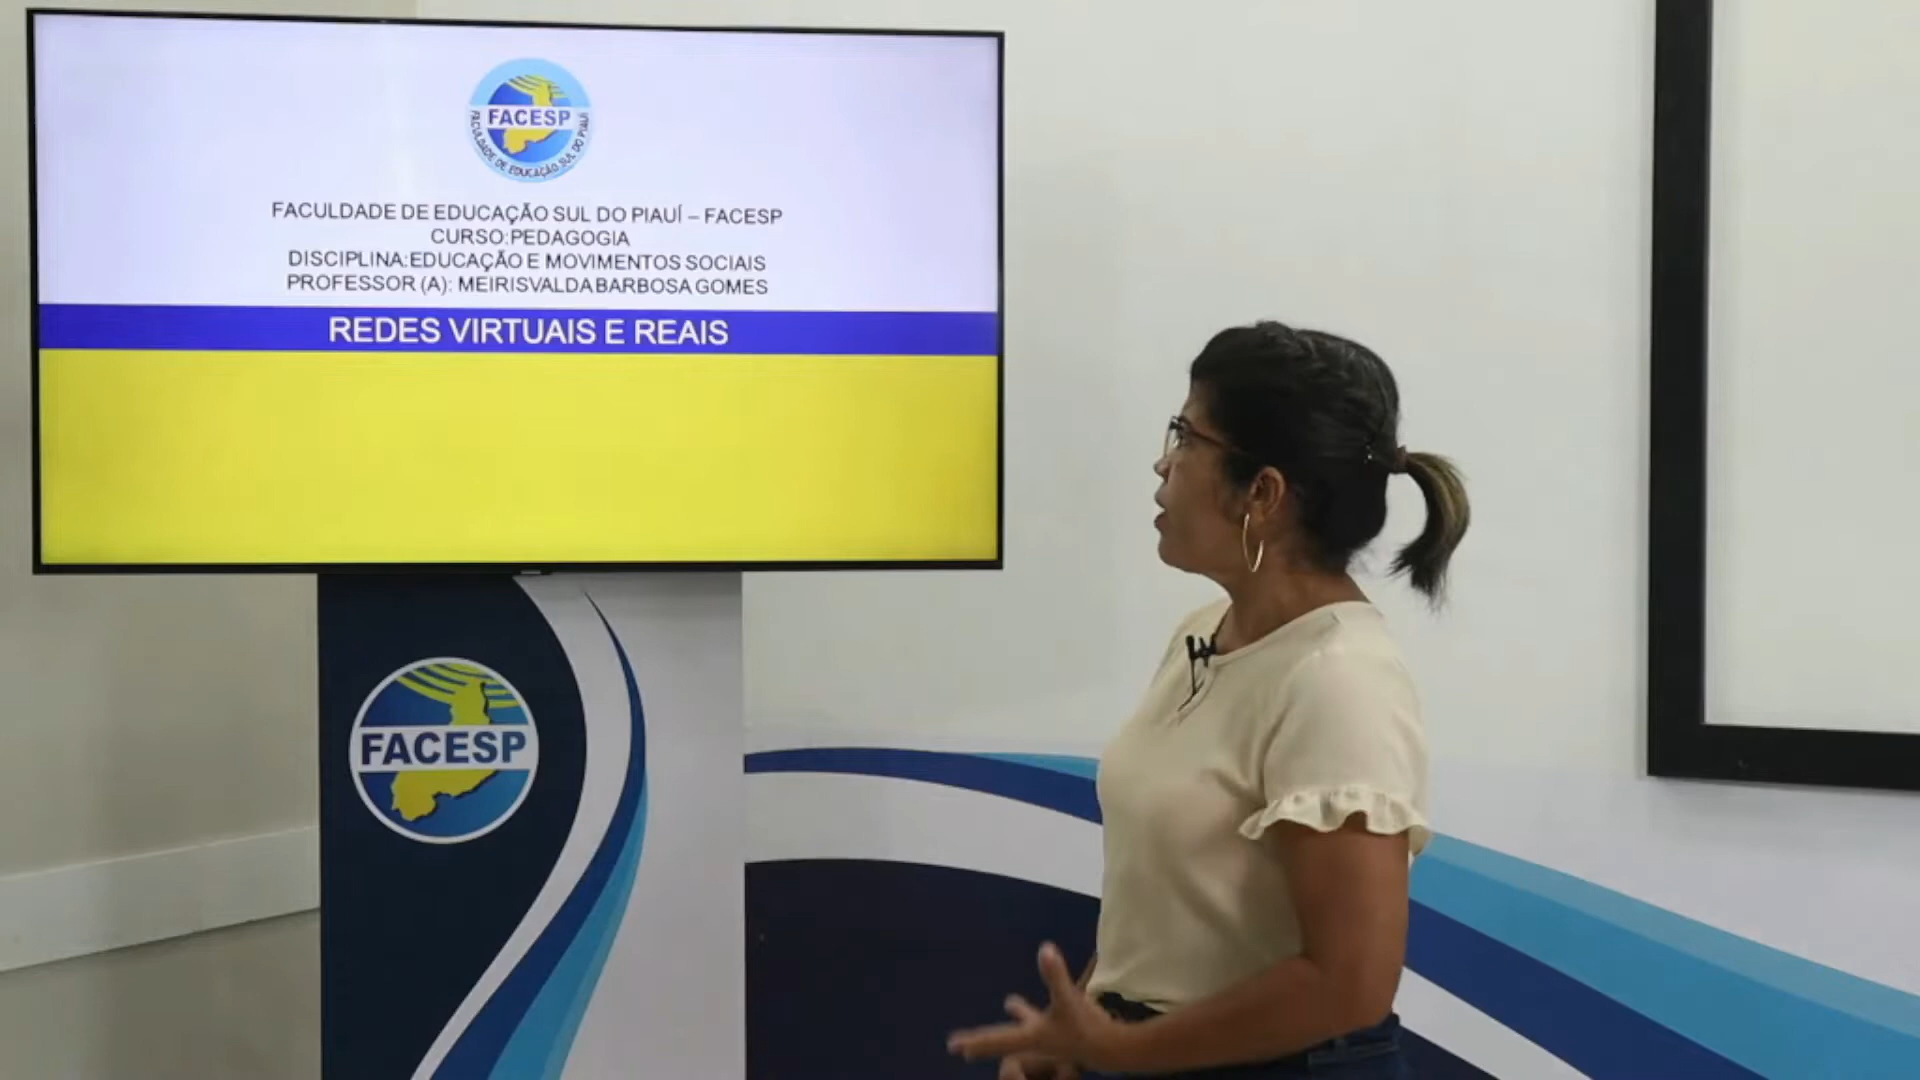 FACESP
FACULDADE DE EDUCAÇÃO SUL DO PIAUÍ
FACULDADE DE EDUCAÇÃO SUL DO PIAUÍ – FACESP
CURSO:PEDAGOGIA
DISCIPLINA:EDUCAÇÃO E MOVIMENTOS SOCIAIS
PROFESSOR (A): MEIRISVALDA BARBOSA GOMES
REDES VIRTUAIS E REAIS
FACESP